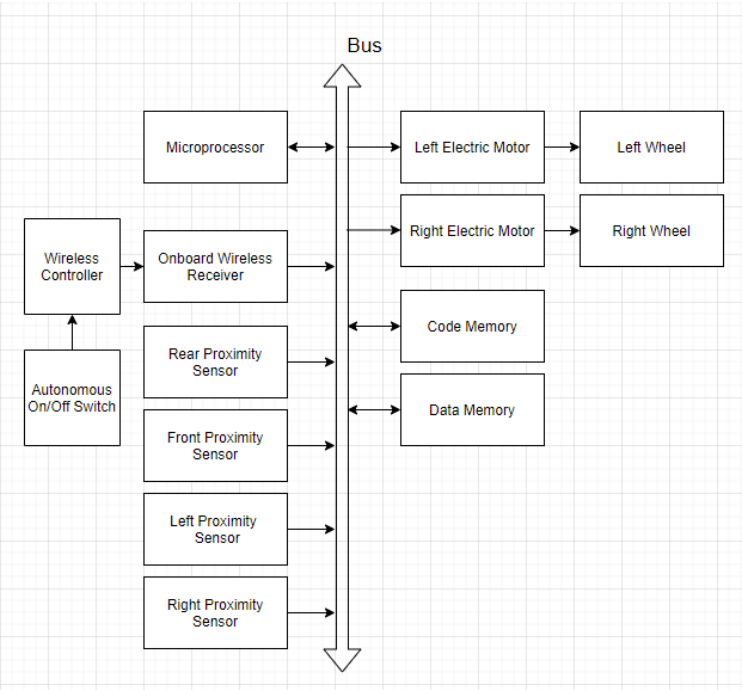 Bus
Microprocessor
Left Electric Motor
Left Wheel
Right Electric Motor
Right Wheel
Wireless
Controller
Onboard Wireless
Receiver
Code Memory
Rear Proximity
Sensor
Autonomous
On/Off Switch
Data Memory
Front Proximity
Sensor
Left Proximity
Sensor
Right Proximity
Sensor